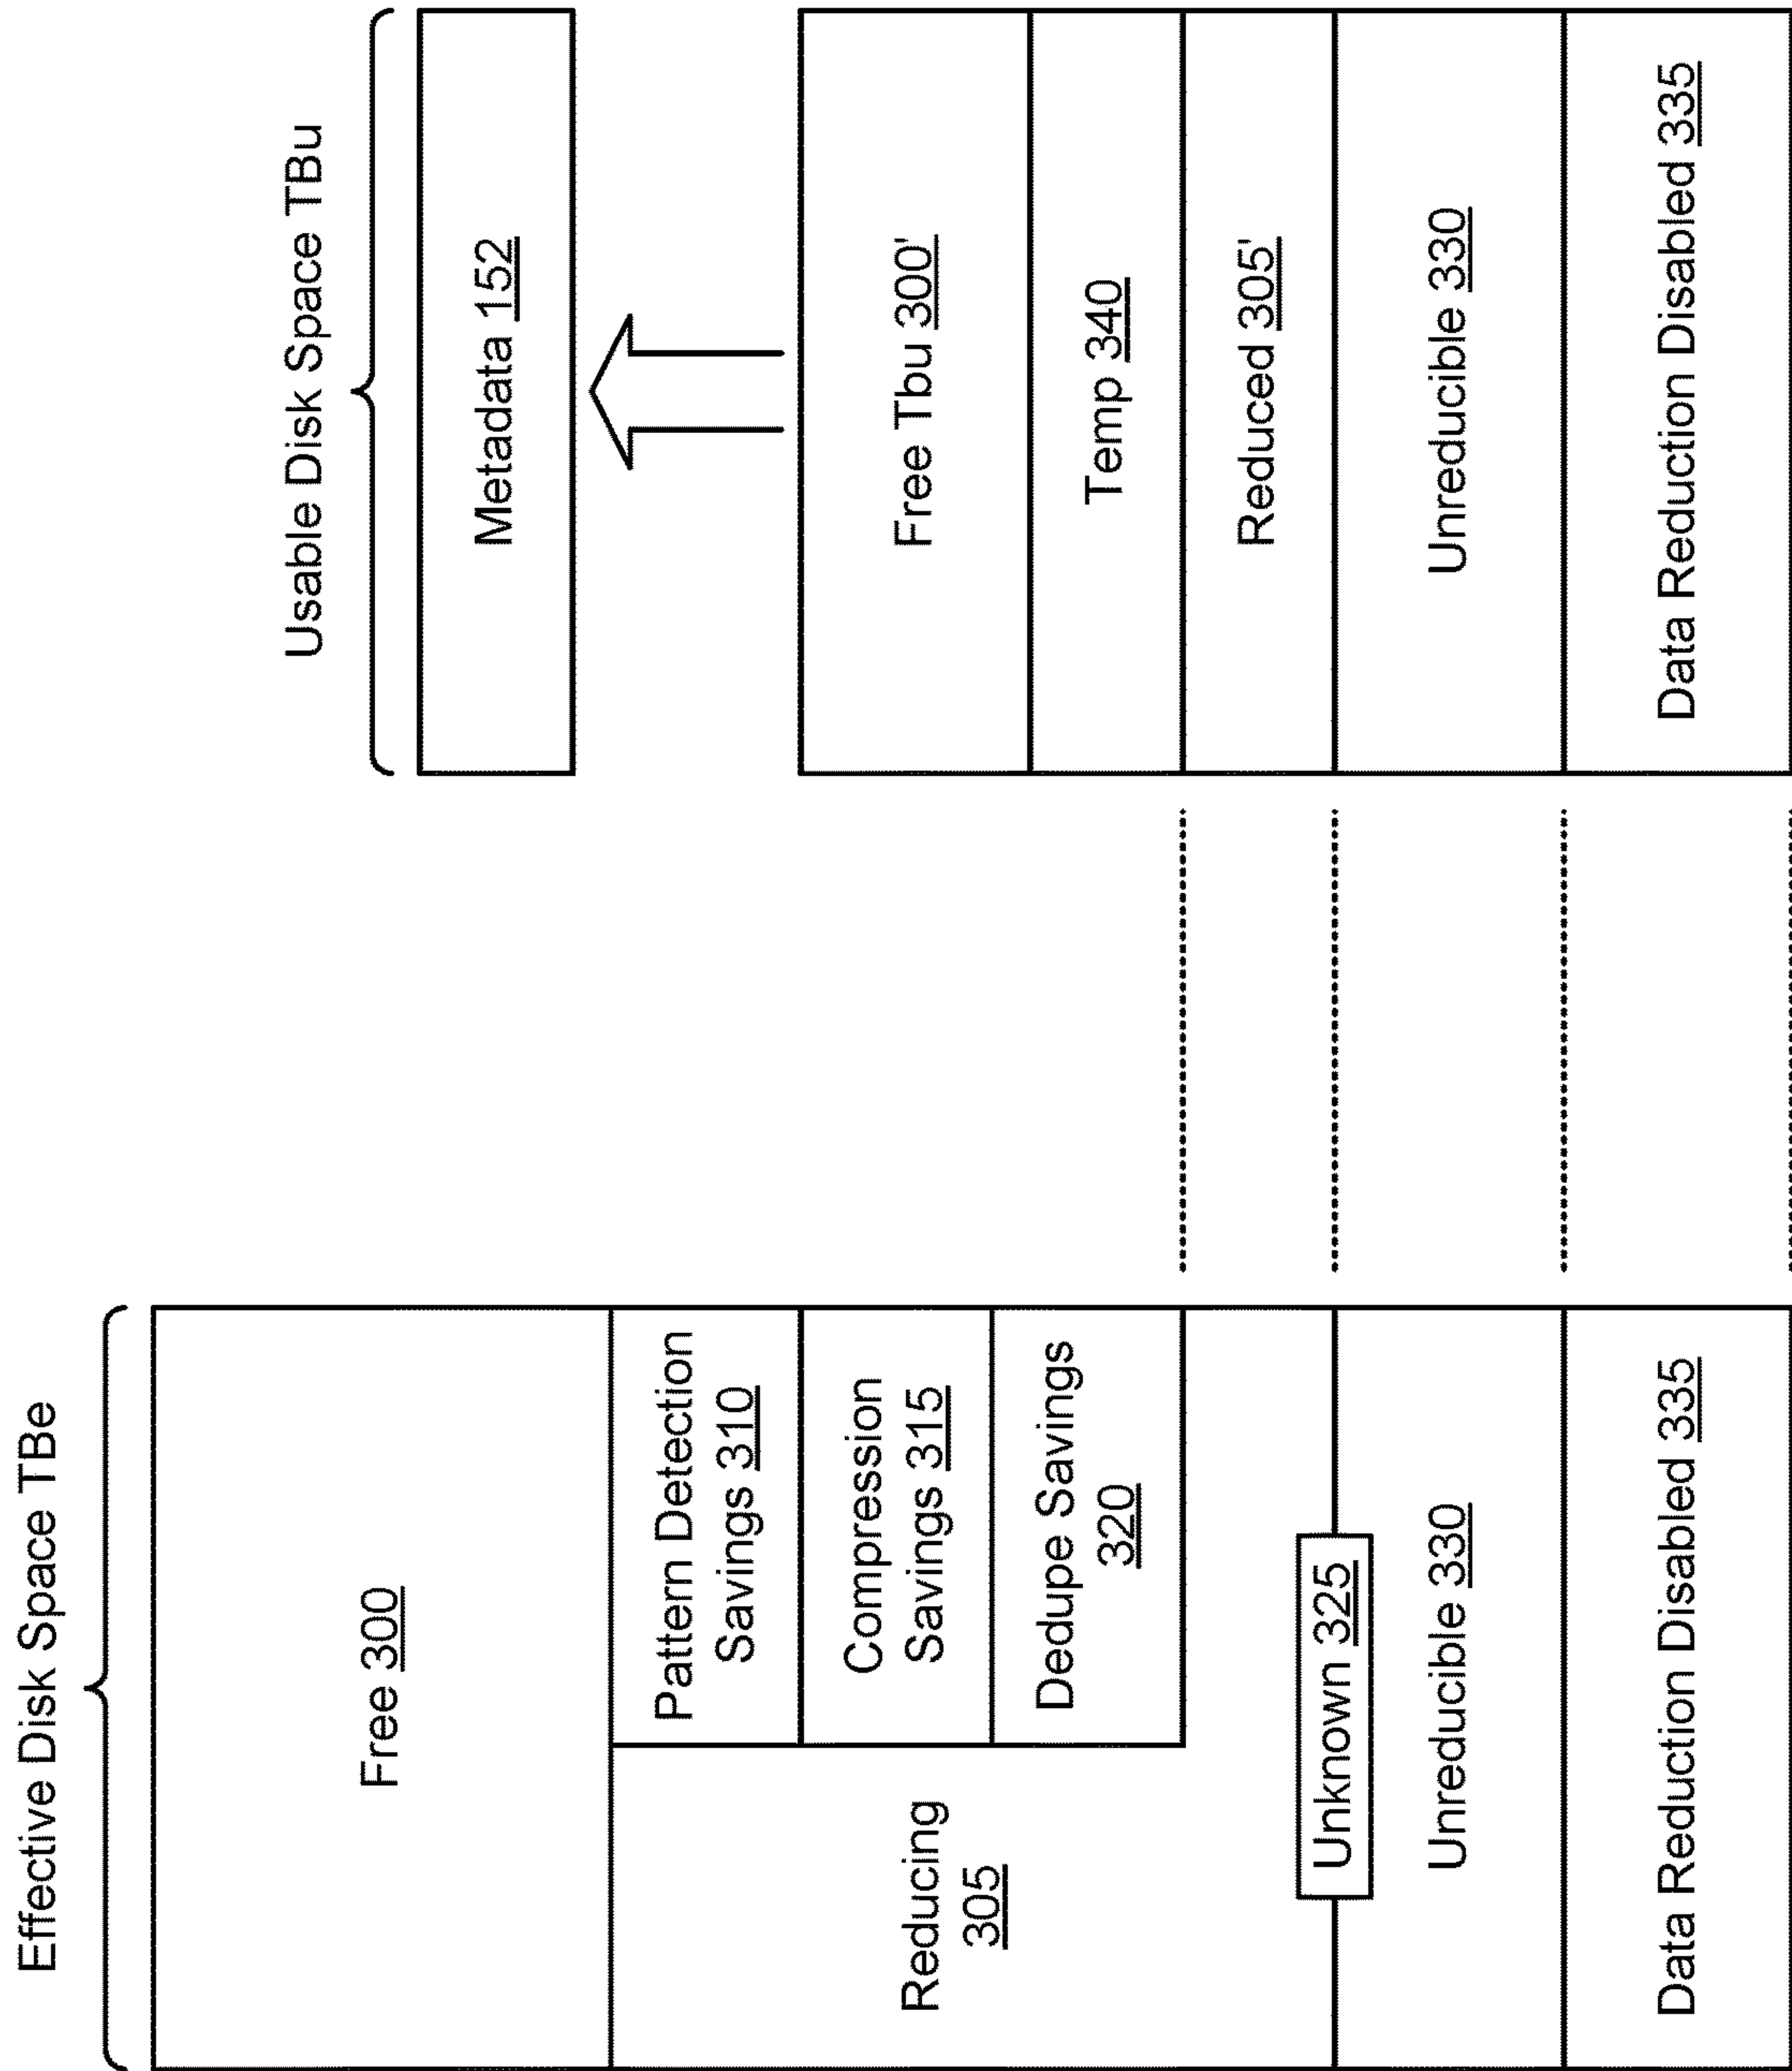 Effective Disk Space TBe
Free 300
Reducing
305
Pattern Detection
Savings 310
Compression
Savings 315
Dedupe Savings
320
Unknown 325
Unreducible 330
Data Reduction Disabled 335
Usable Disk Space TBu
Metadata 152
Free Tbu 300'
Temp 340
Reduced 305'
Unreducible 330
Data Reduction Disabled 335